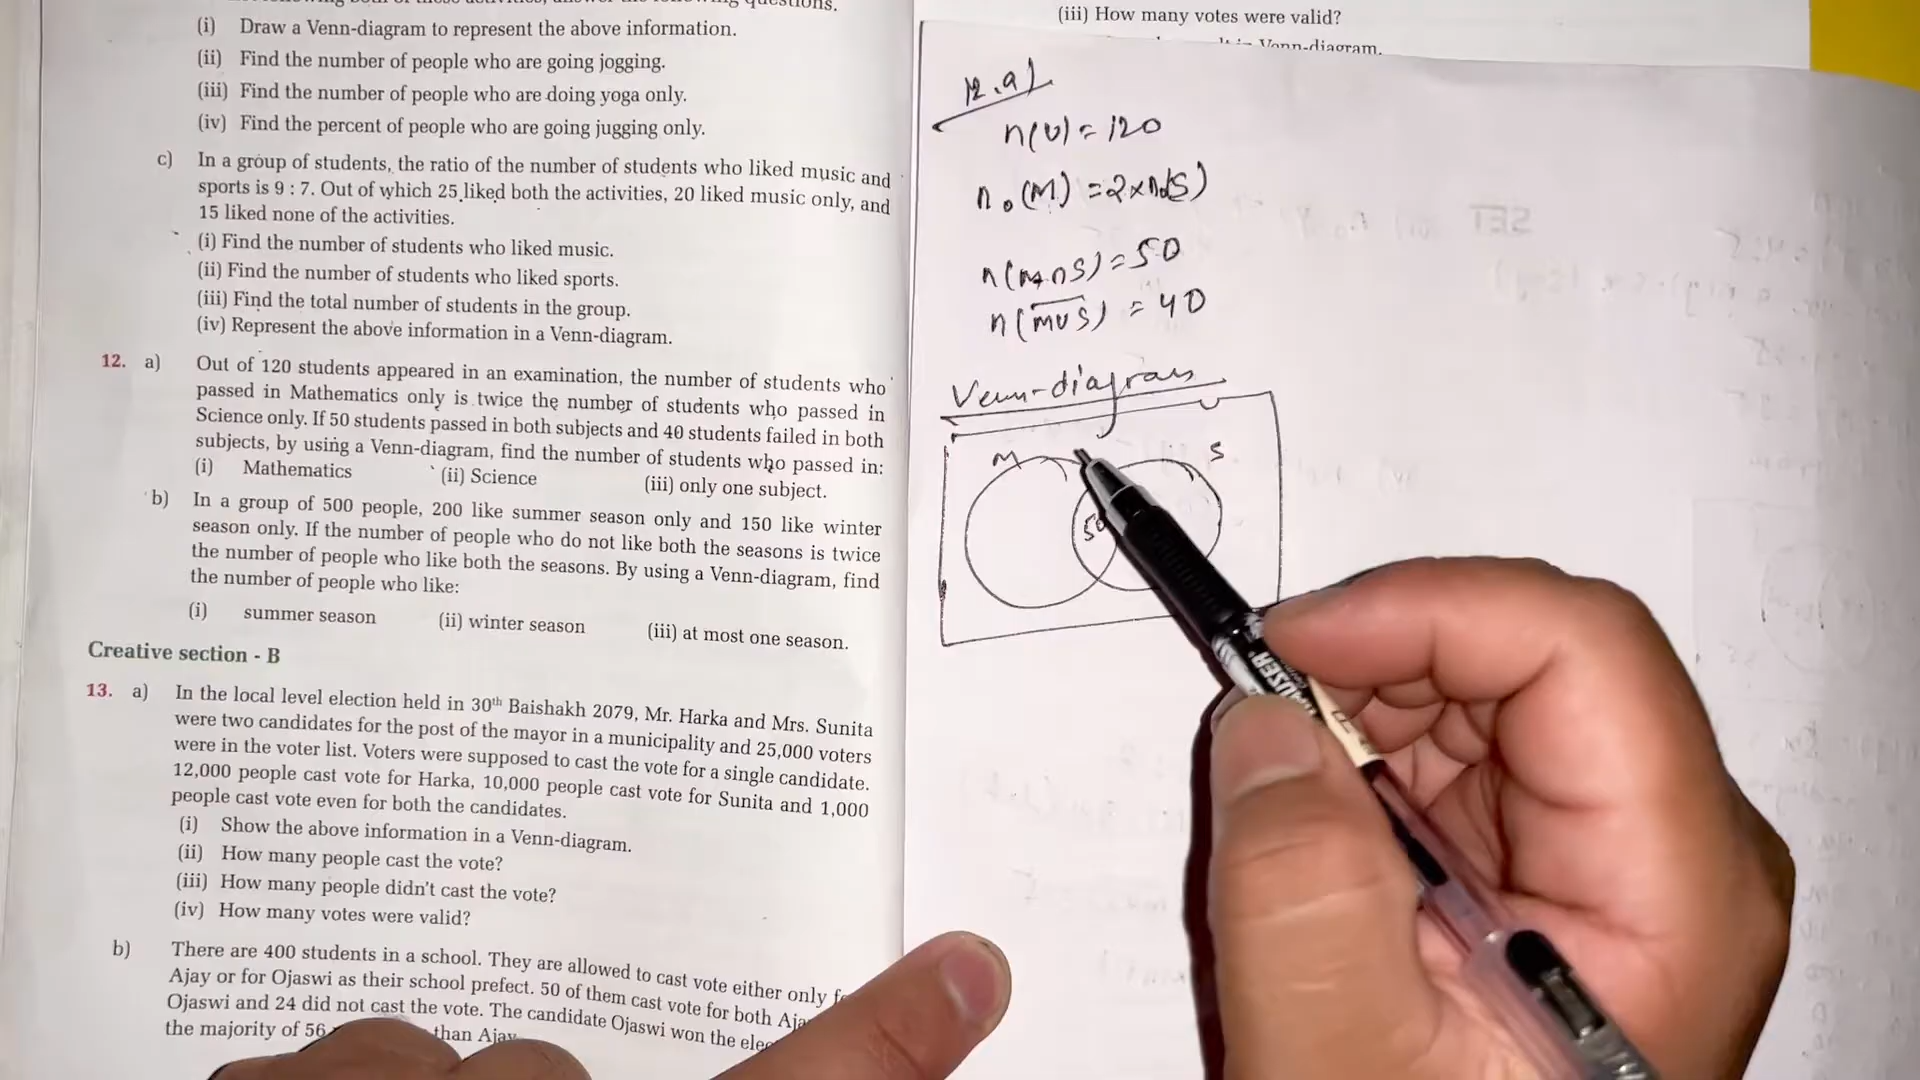 questions.
(i) Draw a Venn-diagram to represent the above information.
(ii) Find the number of people who are going jogging.
(iii) Find the number of people who are doing yoga only.
(iv) Find the percent of people who are going jugging only.
c) In a group of students, the ratio of the number of students who liked music and
sports is 9 : 7. Out of which 25 liked both the activities, 20 liked music only, and
15 liked none of the activities.
(i) Find the number of students who liked music.
(ii) Find the number of students who liked sports.
(iii) Find the total number of students in the group.
(iv) Represent the above information in a Venn-diagram.
12. a) Out of 120 students appeared in an examination, the number of students who
passed in Mathematics only is twice the number of students who passed in
Science only. If 50 students passed in both subjects and 40 students failed in both
subjects, by using a Venn-diagram, find the number of students who passed in:
(i) Mathematics (ii) Science (iii) only one subject.
b) In a group of 500 people, 200 like summer season only and 150 like winter
season only. If the number of people who do not like both the seasons is twice
the number of people who like both the seasons. By using a Venn-diagram, find
the number of people who like:
(i) summer season (ii) winter season (iii) at most one season.
Creative section - B
13. a) In the local level election held in 30th Baishakh 2079, Mr. Harka and Mrs. Sunita
were two candidates for the post of the mayor in a municipality and 25,000 voters
were in the voter list. Voters were supposed to cast the vote for a single candidate.
12,000 people cast vote for Harka, 10,000 people cast vote for Sunita and 1,000
people cast vote even for both the candidates.
(i) Show the above information in a Venn-diagram.
(ii) How many people cast the vote?
(iii) How many people didn't cast the vote?
(iv) How many votes were valid?
b) There are 400 students in a school. They are allowed to cast vote either only
Ajay or for Ojaswi as their school prefect. 50 of them cast vote for both
Ojaswi and 24 did not cast the vote. The candidate Ojaswi won the
the majority of 56 than Ajay
(iii) How many votes were valid?
Venn-diagram.
12.a)
n(U) = 120
n₀(M) = 2×n₀(S)
n(M∩S) = 50
n(M̅U̅S̅) = 40
Venn-diagram
U
M S
50
SET